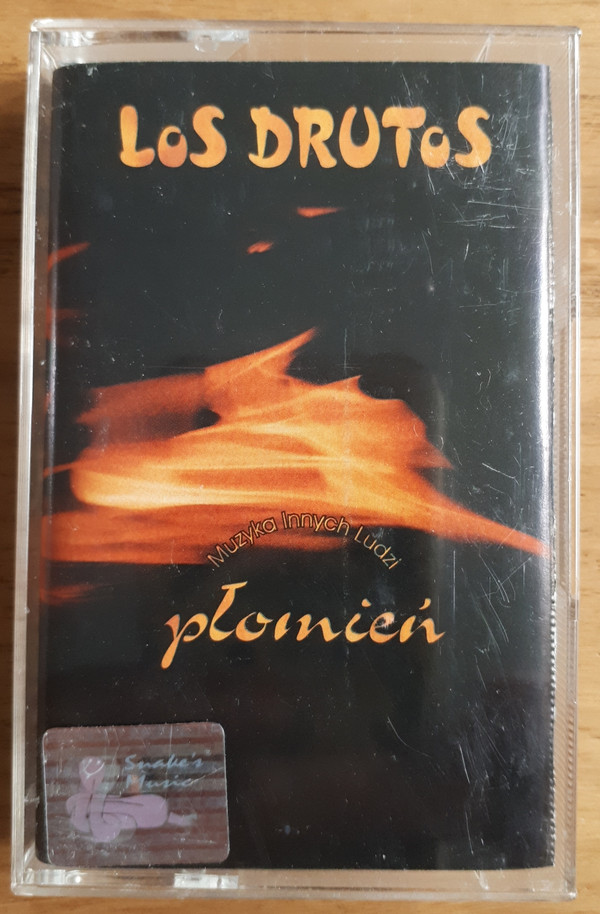 LoS DRUToS
Muzyka Innych Ludzi
płomień
Snake's
Music